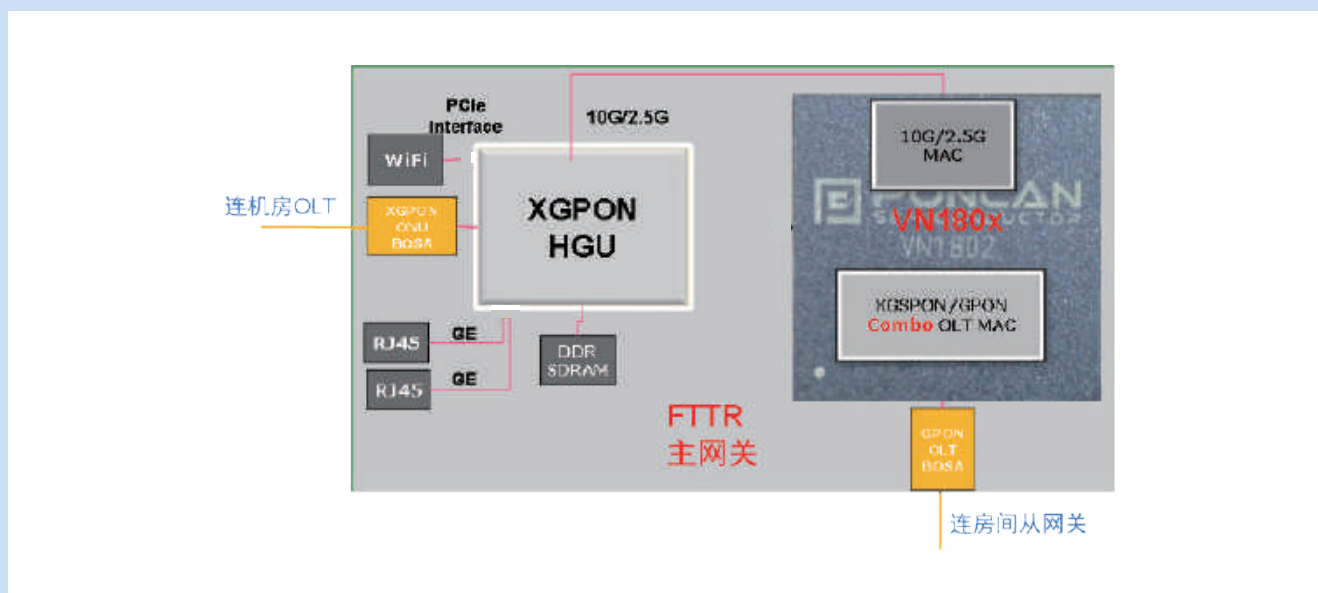 PCIe
Interface
10G/2.5G
10G/2.5G
MAC
WiFi
XGPON
HGU
连机房OLT
XGPON
ONU
BOSA
PONCAN
SEMICONDUCTOR
VN180x
VN1802
XGSPON/GPON
Combo OLT MAC
RJ45
GE
DDR
SDRAM
RJ45
GE
FTTR
主网关
GPON
OLT
BOSA
连房间从网关